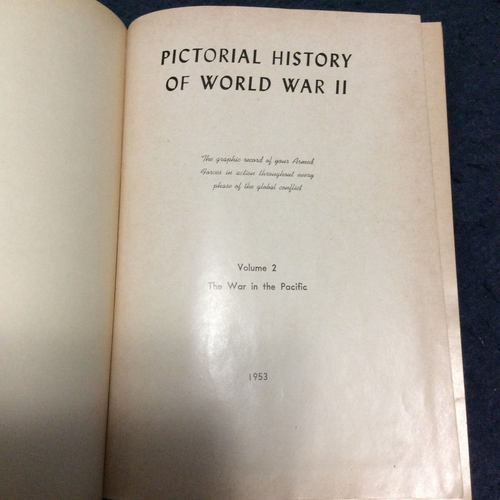 PICTORIAL HISTORY
OF WORLD WAR II
The graphic record of your Armed
Forces in action throughout every
phase of the global conflict
Volume 2
The War in the Pacific
1953